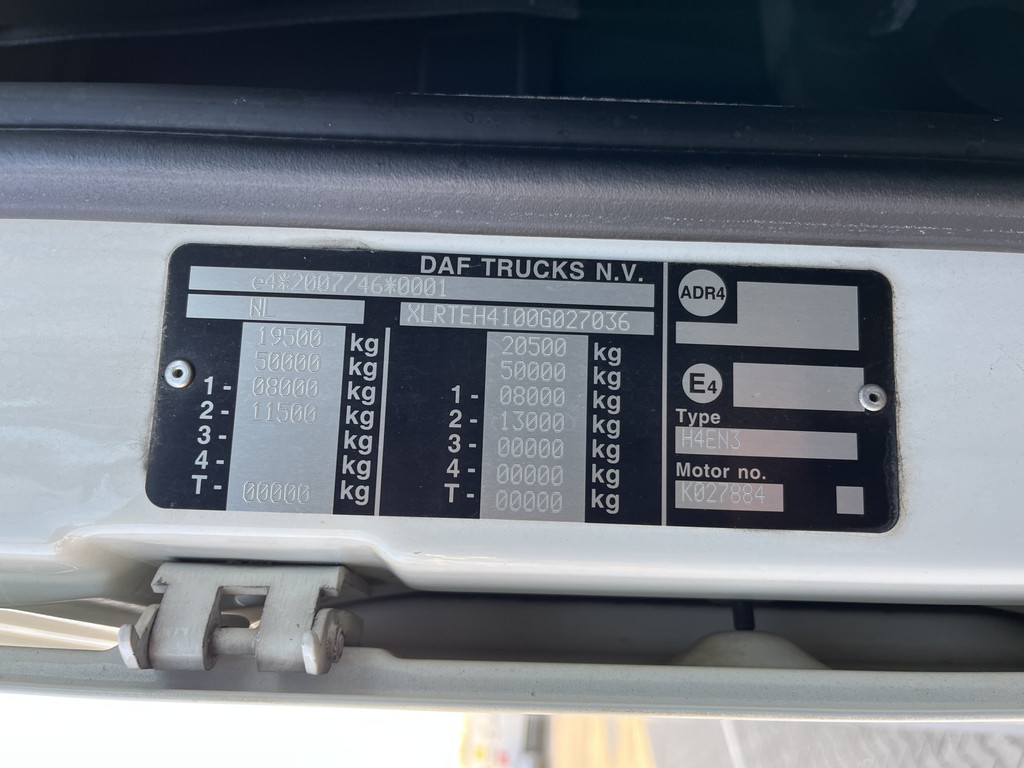 DAF TRUCKS N.V.
e4*2007/46*0001
NL XLRTEH4100G027036
19500 kg
50000 kg
1 - 08000 kg
2 - 11500 kg
3 - kg
4 - kg
T - 00000 kg
20500 kg
50000 kg
1 - 08000 kg
2 - 13000 kg
3 - 00000 kg
4 - 00000 kg
T - 00000 kg
ADR4
E4
Type
H4EN3
Motor no.
K027884